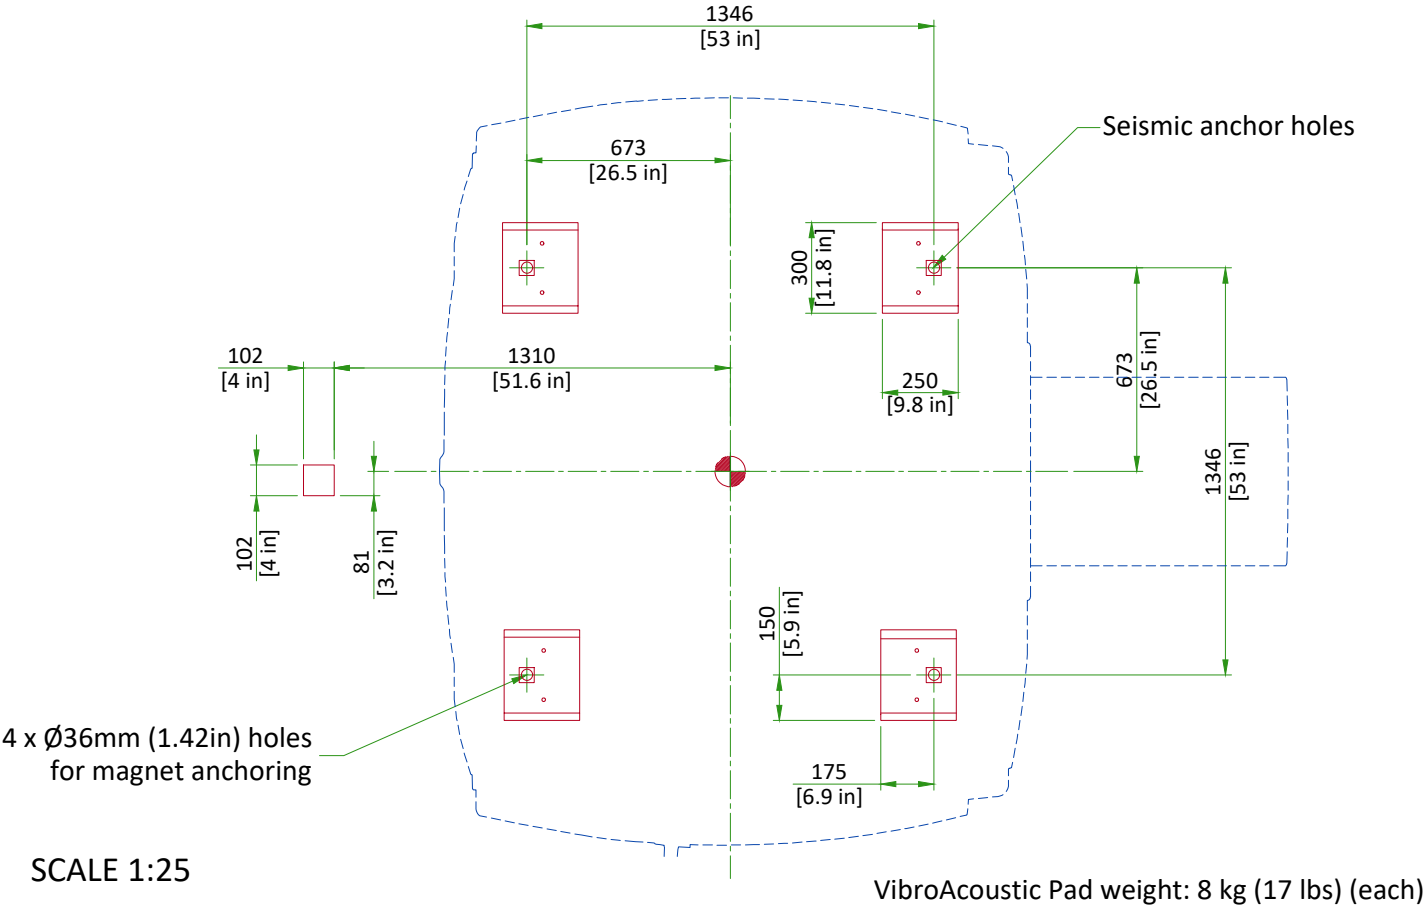 1346
[53 in]
Seismic anchor holes
673
[26.5 in]
300
[11.8 in]
102
[4 in]
1310
[51.6 in]
250
[9.8 in]
673
[26.5 in]
1346
[53 in]
102
[4 in]
81
[3.2 in]
150
[5.9 in]
4 x Ø36mm (1.42in) holes
for magnet anchoring
175
[6.9 in]
SCALE 1:25
VibroAcoustic Pad weight: 8 kg (17 lbs) (each)